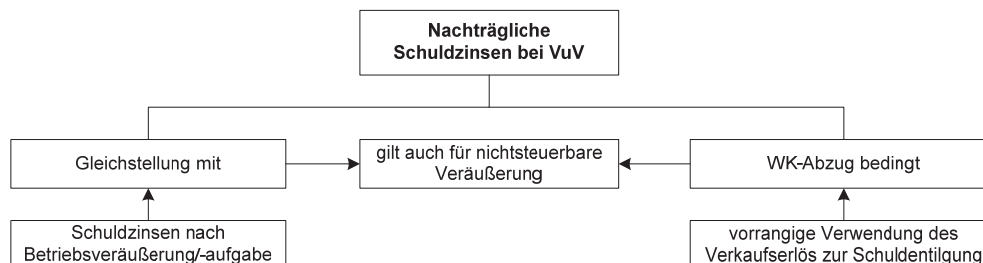 Nachträgliche
Schuldzinsen bei VuV
Gleichstellung mit
gilt auch für nichtsteuerbare
Veräußerung
WK-Abzug bedingt
Schuldzinsen nach
Betriebsveräußerung/-aufgabe
vorrangige Verwendung des
Verkaufserlös zur Schuldentilgung